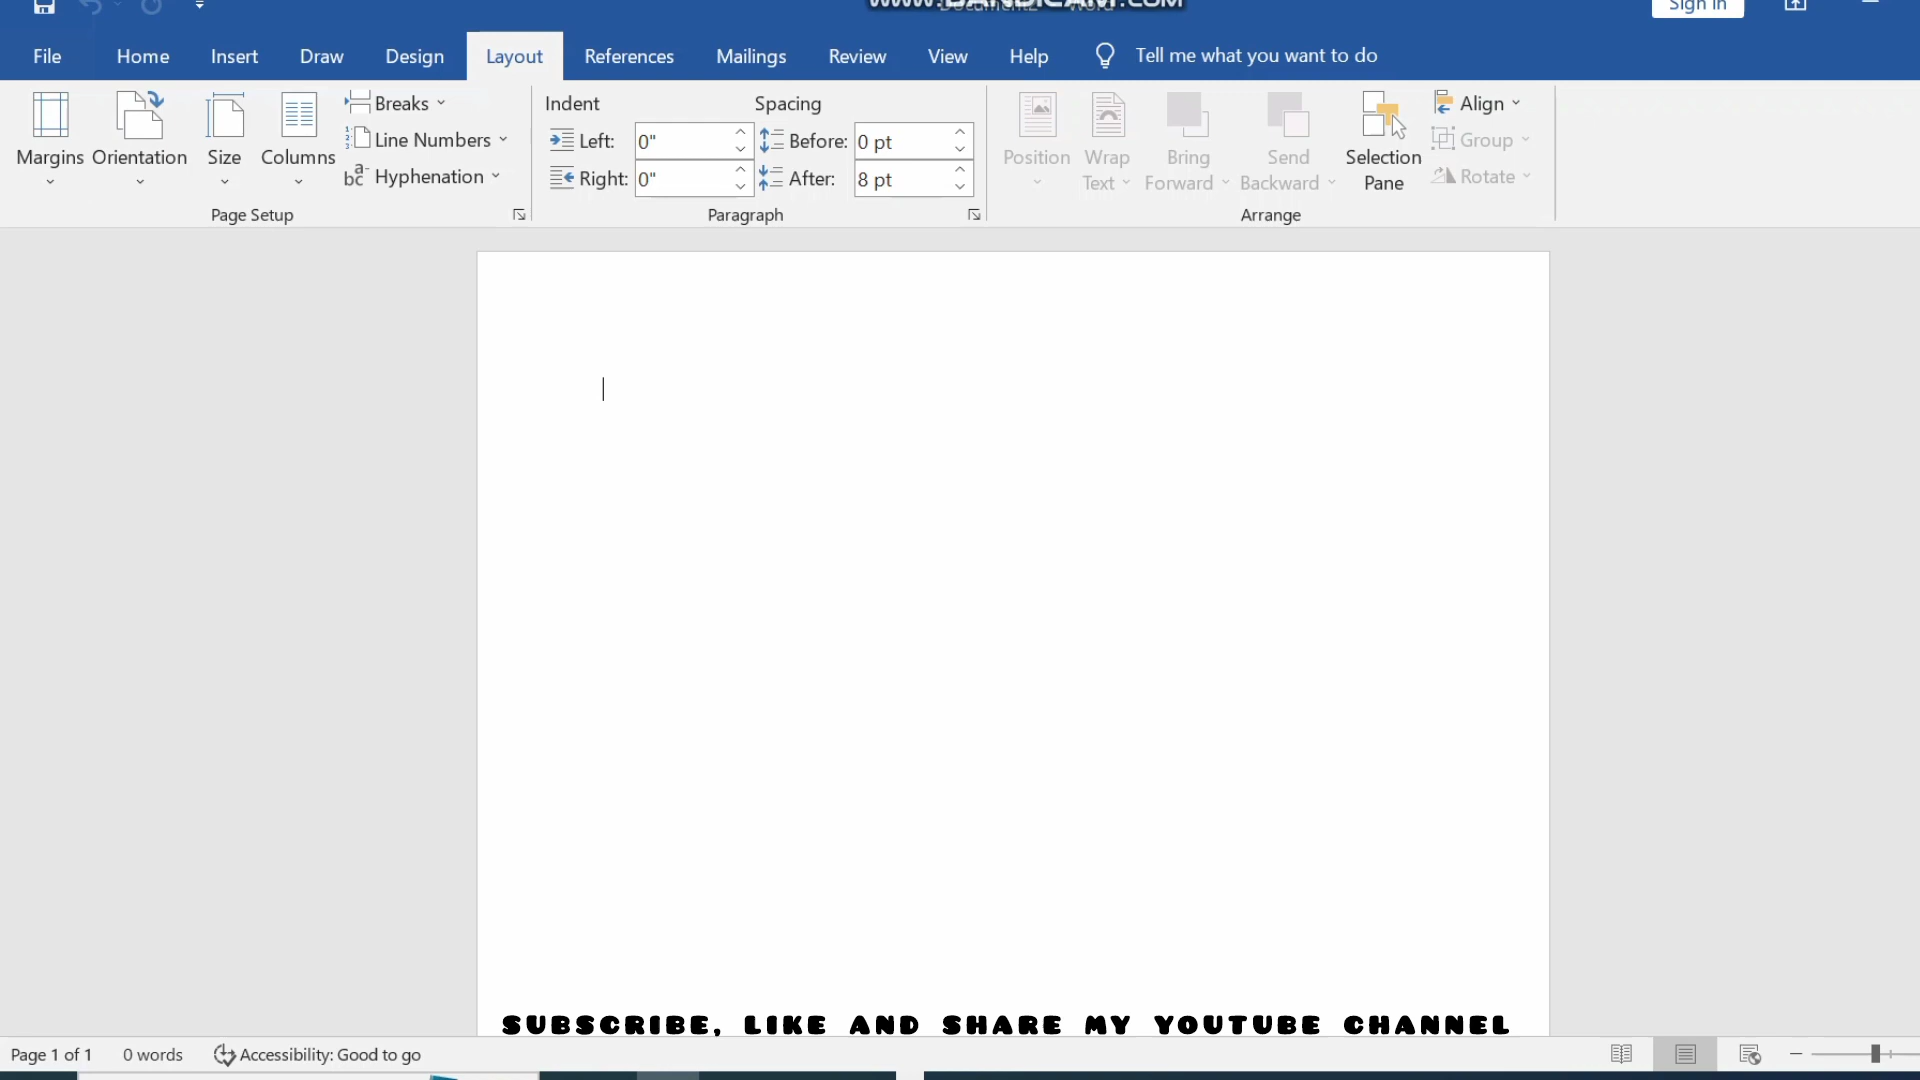 www.BANDICAM.com
Sign in
File Home Insert Draw Design Layout References Mailings Review View Help Tell me what you want to do
Margins Orientation Size Columns
Breaks
Line Numbers
Hyphenation
Page Setup
Indent Spacing
Left: 0" Before: 0 pt
Right: 0" After: 8 pt
Paragraph
Position Wrap Text Bring Forward Send Backward Selection Pane
Align
Group
Rotate
Arrange
SUBSCRIBE, LIKE AND SHARE MY YOUTUBE CHANNEL
Page 1 of 1 0 words Accessibility: Good to go